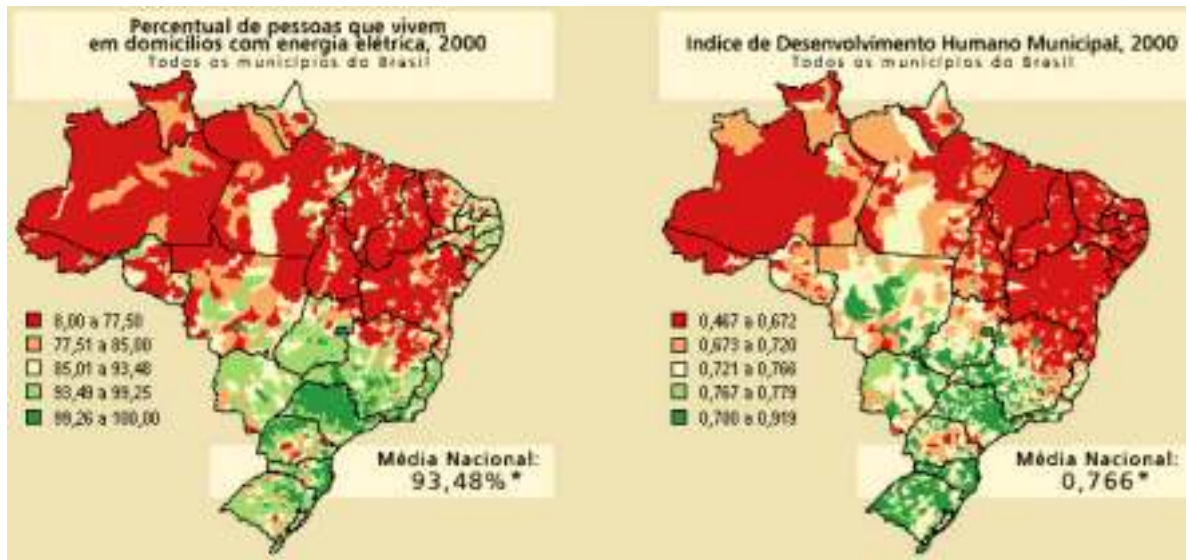 Percentual de pessoas que vivem
em domicílios com energia elétrica, 2000
Todos os municípios do Brasil
8,00 a 77,50
77,51 a 85,00
85,01 a 93,48
93,49 a 99,25
99,26 a 100,00
Média Nacional:
93,48%*
Indice de Desenvolvimento Humano Municipal, 2000
Todos os municípios do Brasil
0,467 a 0,672
0,673 a 0,720
0,721 a 0,766
0,767 a 0,779
0,780 a 0,919
Média Nacional:
0,766*